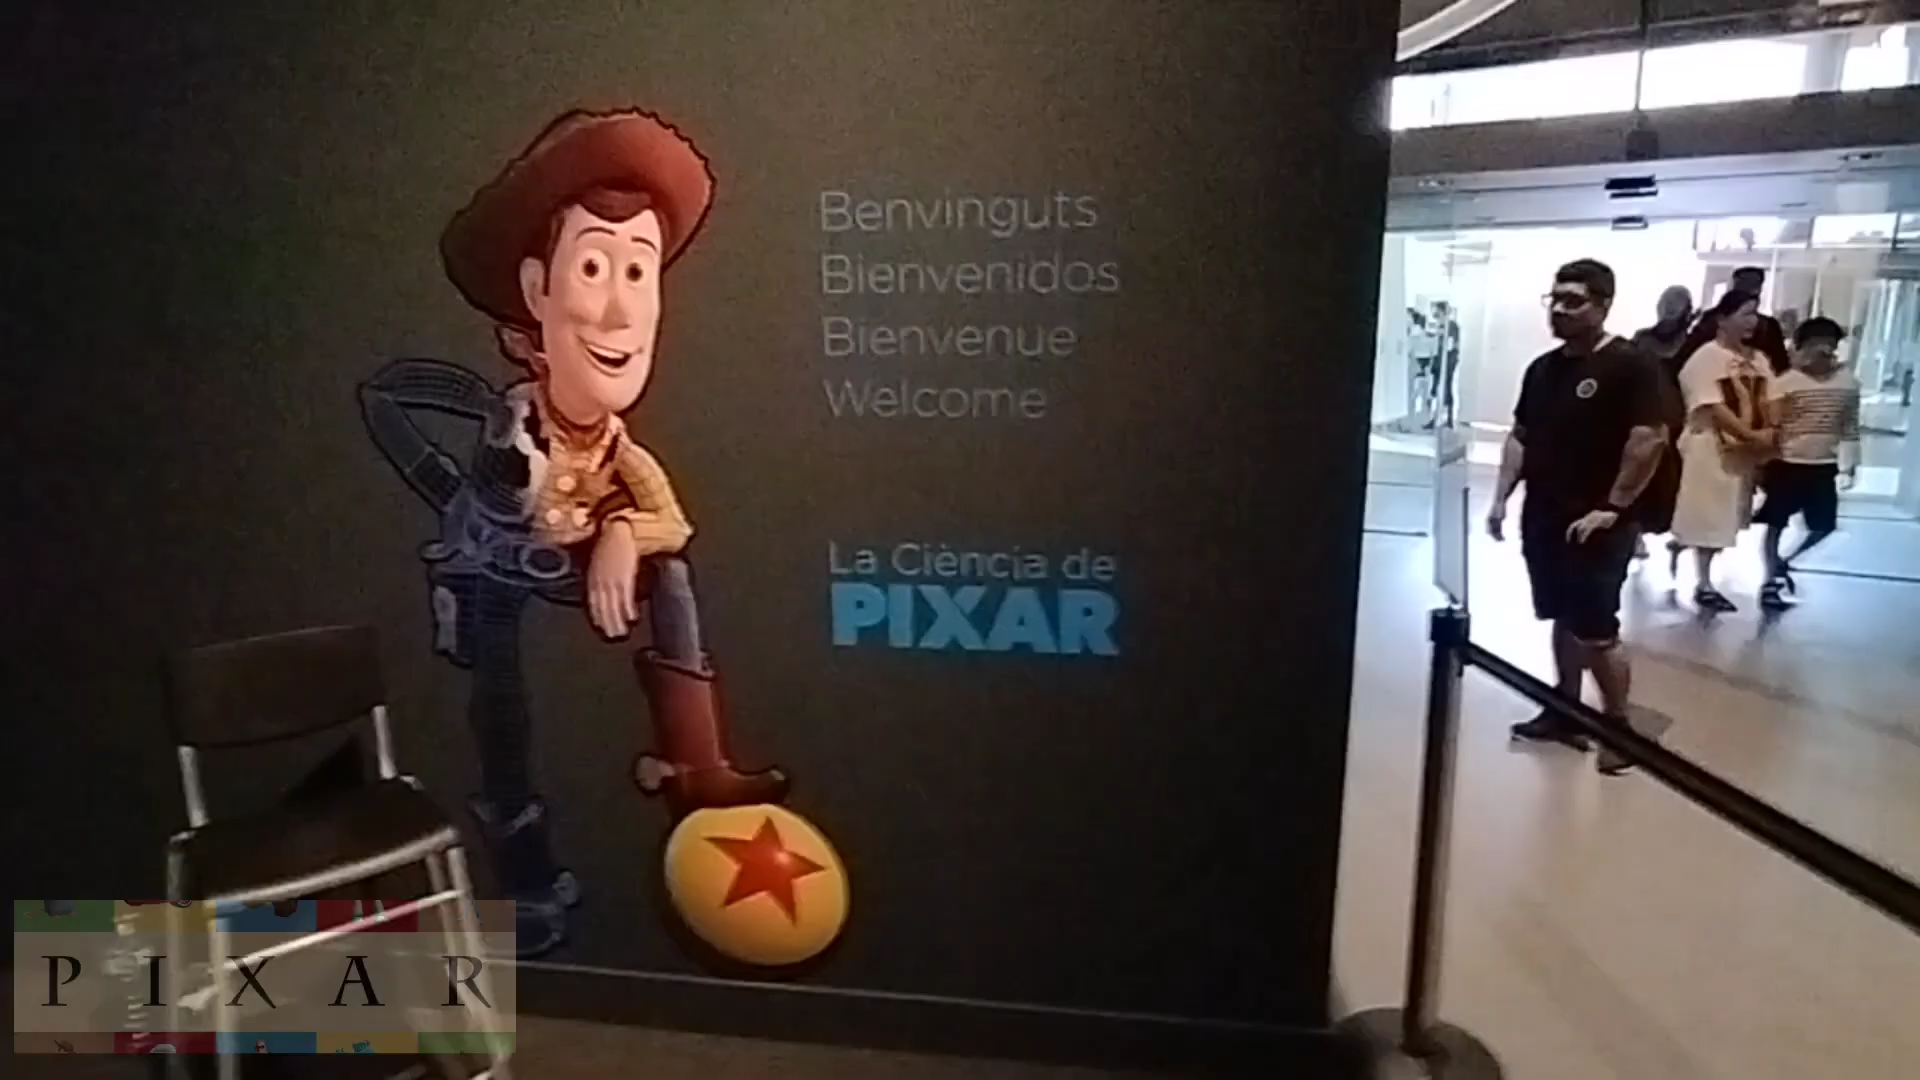 Benvinguts
Bienvenidos
Bienvenue
Welcome
La Ciència de
PIXAR
PIXAR